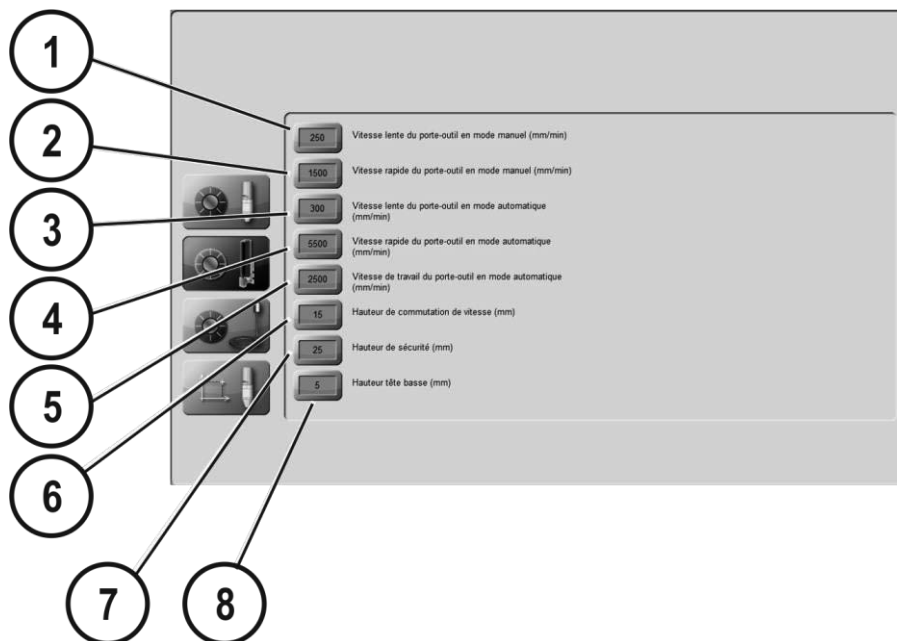 1
250 Vitesse lente du porte-outil en mode manuel (mm/min)
2
1500 Vitesse rapide du porte-outil en mode manuel (mm/min)
3
300 Vitesse lente du porte-outil en mode automatique
(mm/min)
4
5500 Vitesse rapide du porte-outil en mode automatique
(mm/min)
5
2500 Vitesse de travail du porte-outil en mode automatique
(mm/min)
6
15 Hauteur de commutation de vitesse (mm)
7
25 Hauteur de sécurité (mm)
8
5 Hauteur tête basse (mm)